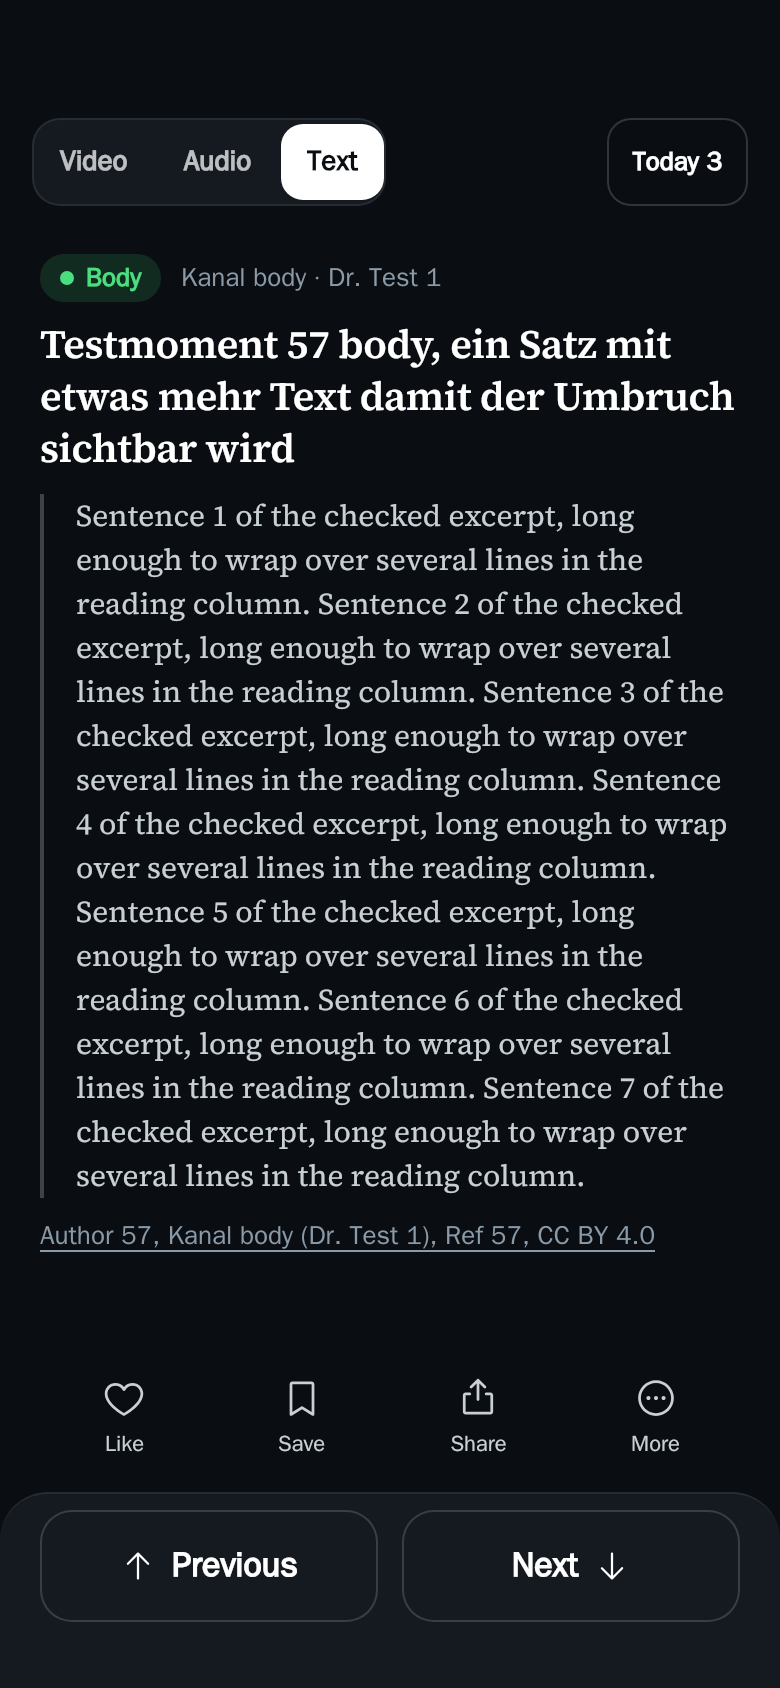 Video Audio Text Today 3
Body Kanal body · Dr. Test 1
Testmoment 57 body, ein Satz mit
etwas mehr Text damit der Umbruch
sichtbar wird
Sentence 1 of the checked excerpt, long
enough to wrap over several lines in the
reading column. Sentence 2 of the checked
excerpt, long enough to wrap over several
lines in the reading column. Sentence 3 of the
checked excerpt, long enough to wrap over
several lines in the reading column. Sentence
4 of the checked excerpt, long enough to wrap
over several lines in the reading column.
Sentence 5 of the checked excerpt, long
enough to wrap over several lines in the
reading column. Sentence 6 of the checked
excerpt, long enough to wrap over several
lines in the reading column. Sentence 7 of the
checked excerpt, long enough to wrap over
several lines in the reading column.
Author 57, Kanal body (Dr. Test 1), Ref 57, CC BY 4.0
Like Save Share More
Previous Next